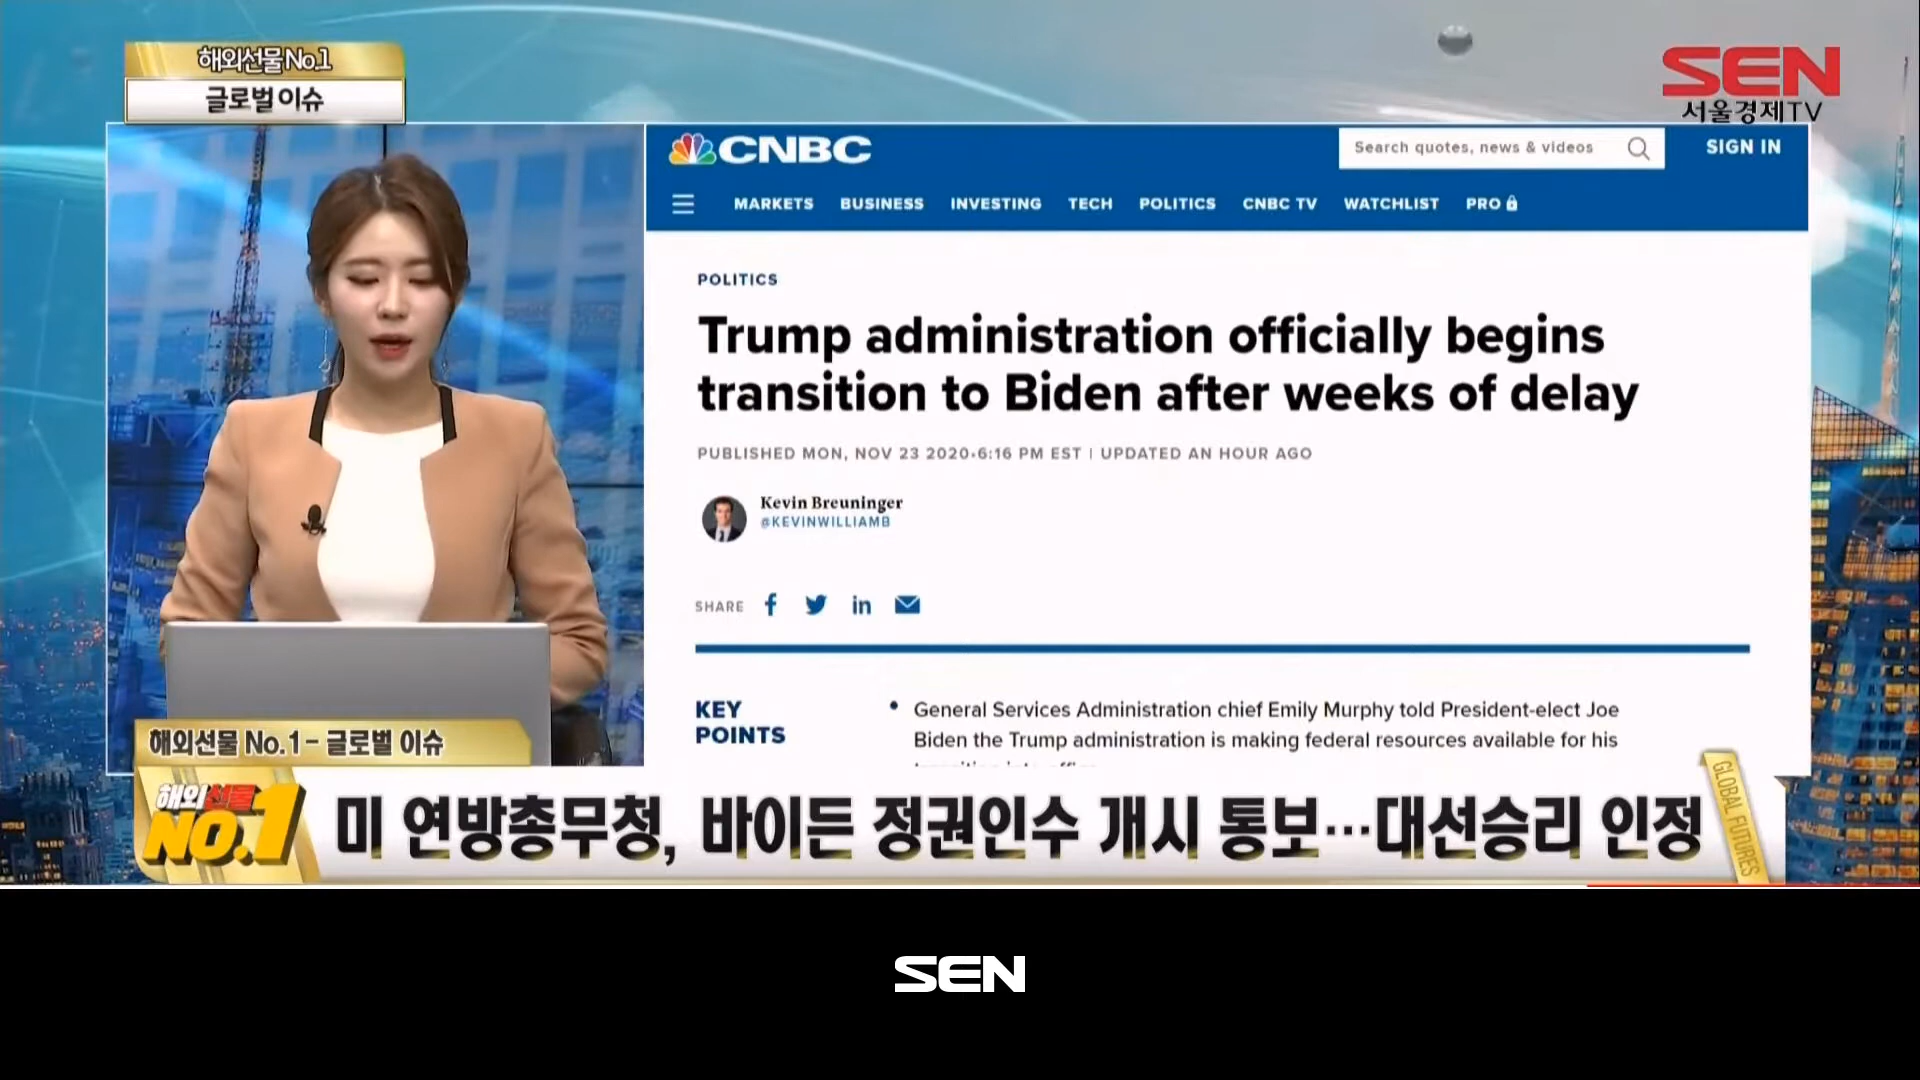 해외선물 No.1
글로벌 이슈
SEN
서울경제TV
CNBC
Search quotes, news & videos
SIGN IN
MARKETS BUSINESS INVESTING TECH POLITICS CNBC TV WATCHLIST PRO
POLITICS
Trump administration officially begins
transition to Biden after weeks of delay
PUBLISHED MON, NOV 23 2020•6:16 PM EST | UPDATED AN HOUR AGO
Kevin Breuninger
@KEVINWILLIAMB
SHARE
KEY
POINTS
• General Services Administration chief Emily Murphy told President-elect Joe
Biden the Trump administration is making federal resources available for his
해외선물 No.1 - 글로벌 이슈
해외선물
NO.1
미 연방총무청, 바이든 정권인수 개시 통보…대선승리 인정
GLOBAL FUTURES
SEN